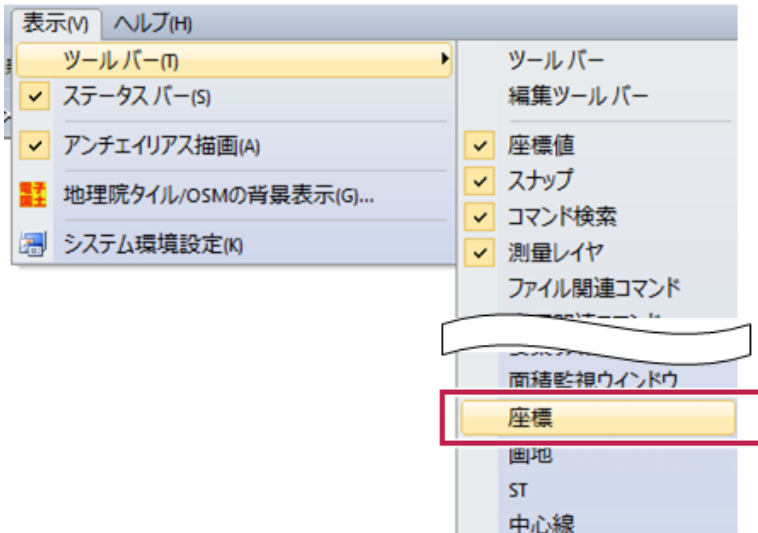 表示(V) ヘルプ(H)
ツール バー(T)
ステータス バー(S)
アンチエイリアス描画(A)
電子国土
地理院タイル/OSMの背景表示(G)...
システム環境設定(K)
ツール バー
編集ツール バー
座標値
スナップ
コマンド検索
測量レイヤ
ファイル関連コマンド
面積監視ウインドウ
座標
画地
ST
中心線